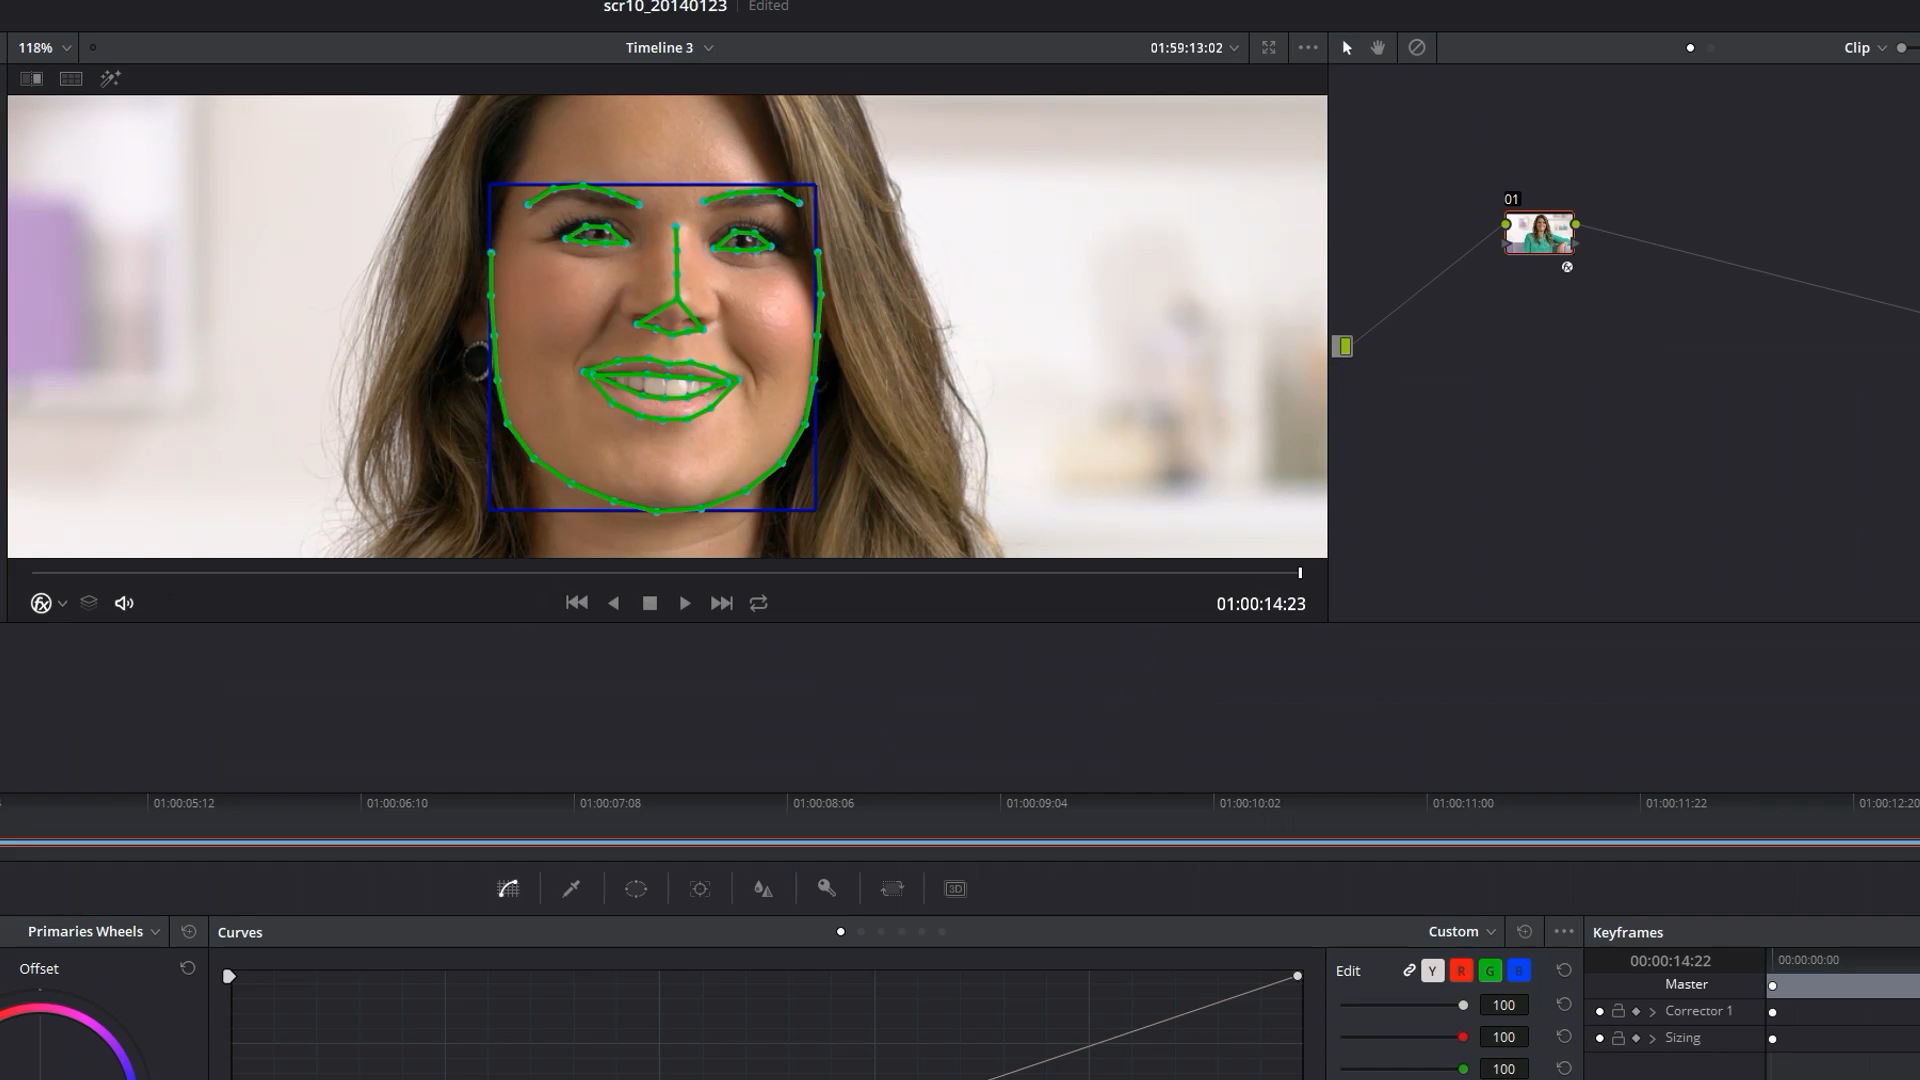 scr10_20140123 Edited
118% Timeline 3 01:59:13:02 Clip
01
fx 01:00:14:23
01:00:05:12 01:00:06:10 01:00:07:08 01:00:08:06 01:00:09:04 01:00:10:02 01:00:11:00 01:00:11:22 01:00:12:20
3D
Primaries Wheels Curves Custom Keyframes
Offset Edit Y R G B 00:00:14:22 00:00:00:00
Master
100 Corrector 1
100 Sizing
100